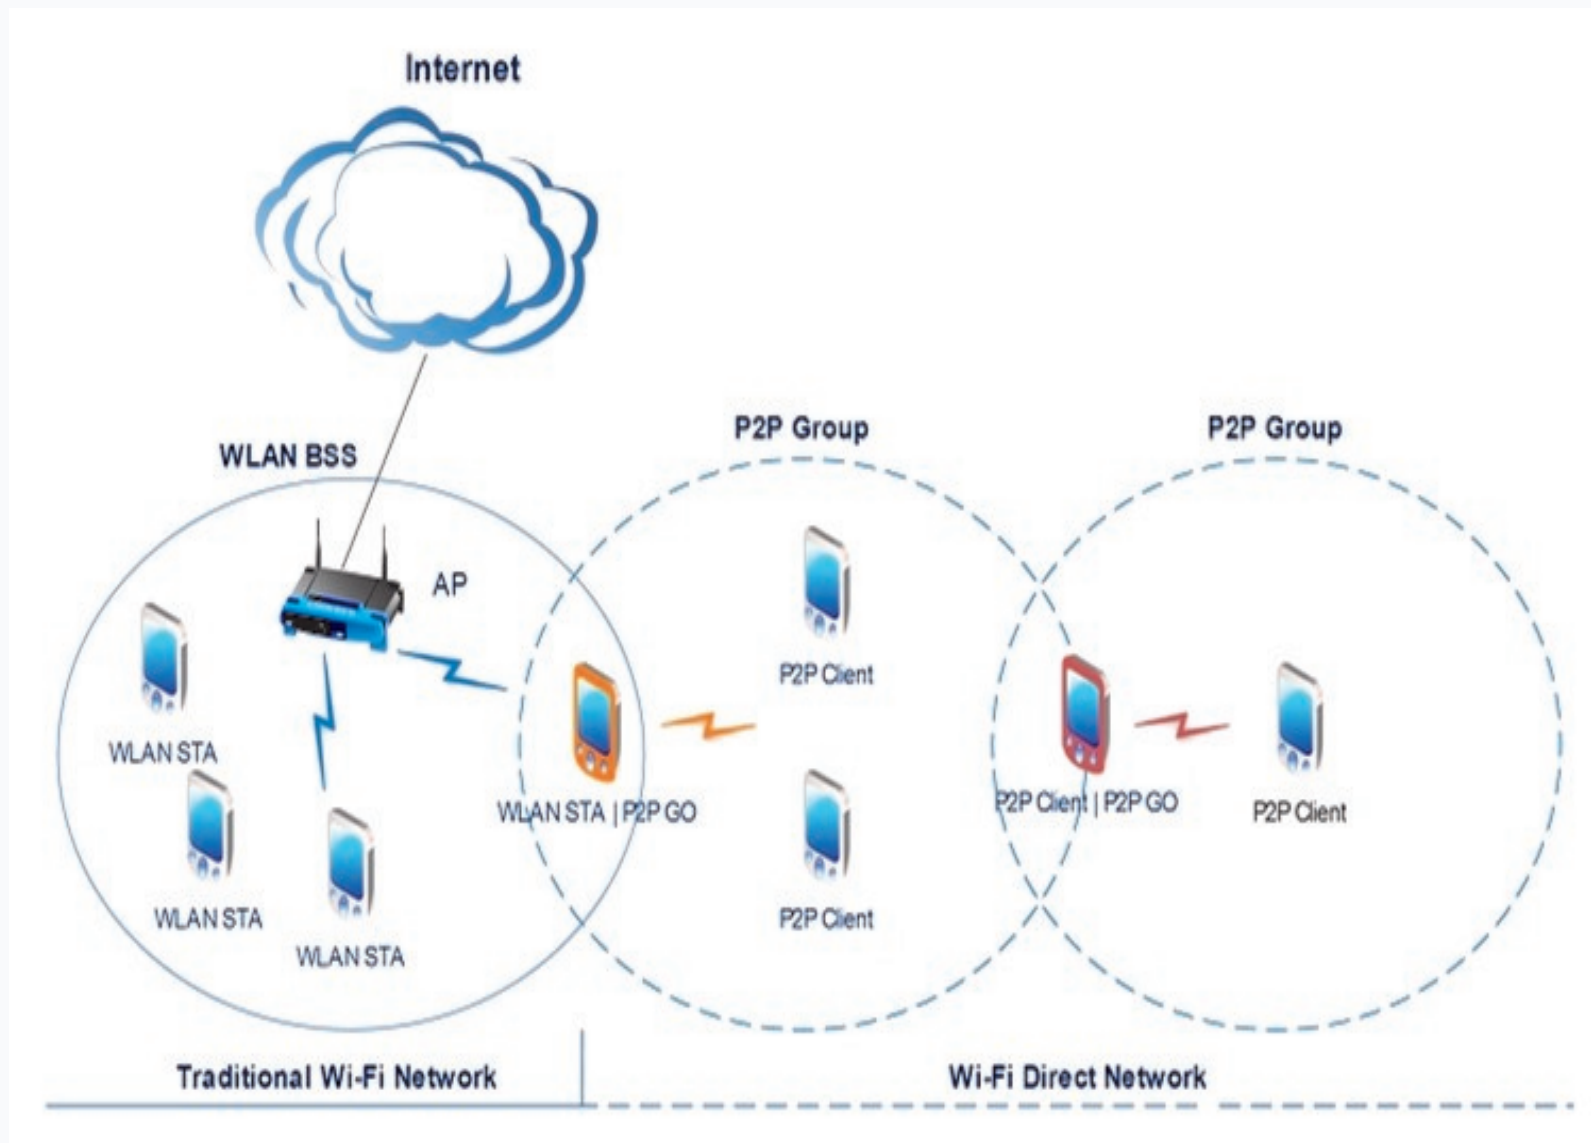 Internet
P2P Group
P2P Group
WLAN BSS
AP
P2P Client
WLAN STA
WLAN STA | P2P GO
P2P Client | P2P GO
P2P Client
WLAN STA
P2P Client
WLAN STA
Traditional Wi-Fi Network
Wi-Fi Direct Network